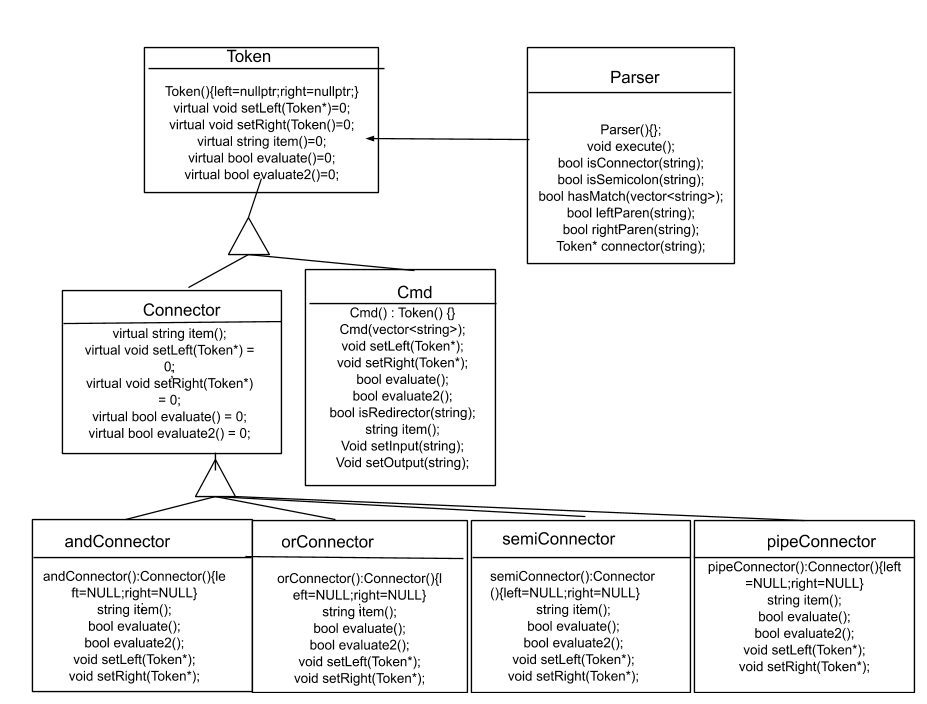 Token
Token(){left=nullptr;right=nullptr;}
virtual void setLeft(Token*)=0;
virtual void setRight(Token()=0;
virtual string item()=0;
virtual bool evaluate()=0;
virtual bool evaluate2()=0;
Parser
Parser(){};
void execute();
bool isConnector(string);
bool isSemicolon(string);
bool hasMatch(vector<string>);
bool leftParen(string);
bool rightParen(string);
Token* connector(string);
Connector
virtual string item();
virtual void setLeft(Token*) =
0;
virtual void setRight(Token*)
= 0;
virtual bool evaluate() = 0;
virtual bool evaluate2() = 0;
Cmd
Cmd() : Token() {}
Cmd(vector<string>);
void setLeft(Token*);
void setRight(Token*);
bool evaluate();
bool evaluate2();
bool isRedirector(string);
string item();
Void setInput(string);
Void setOutput(string);
andConnector
andConnector():Connector(){le
ft=NULL;right=NULL}
string item();
bool evaluate();
bool evaluate2();
void setLeft(Token*);
void setRight(Token*);
orConnector
orConnector():Connector(){l
eft=NULL;right=NULL}
string item();
bool evaluate();
bool evaluate2();
void setLeft(Token*);
void setRight(Token*);
semiConnector
semiConnector():Connector
(){left=NULL;right=NULL}
string item();
bool evaluate();
bool evaluate2();
void setLeft(Token*);
void setRight(Token*);
pipeConnector
pipeConnector():Connector(){left
=NULL;right=NULL}
string item();
bool evaluate();
bool evaluate2();
void setLeft(Token*);
void setRight(Token*);